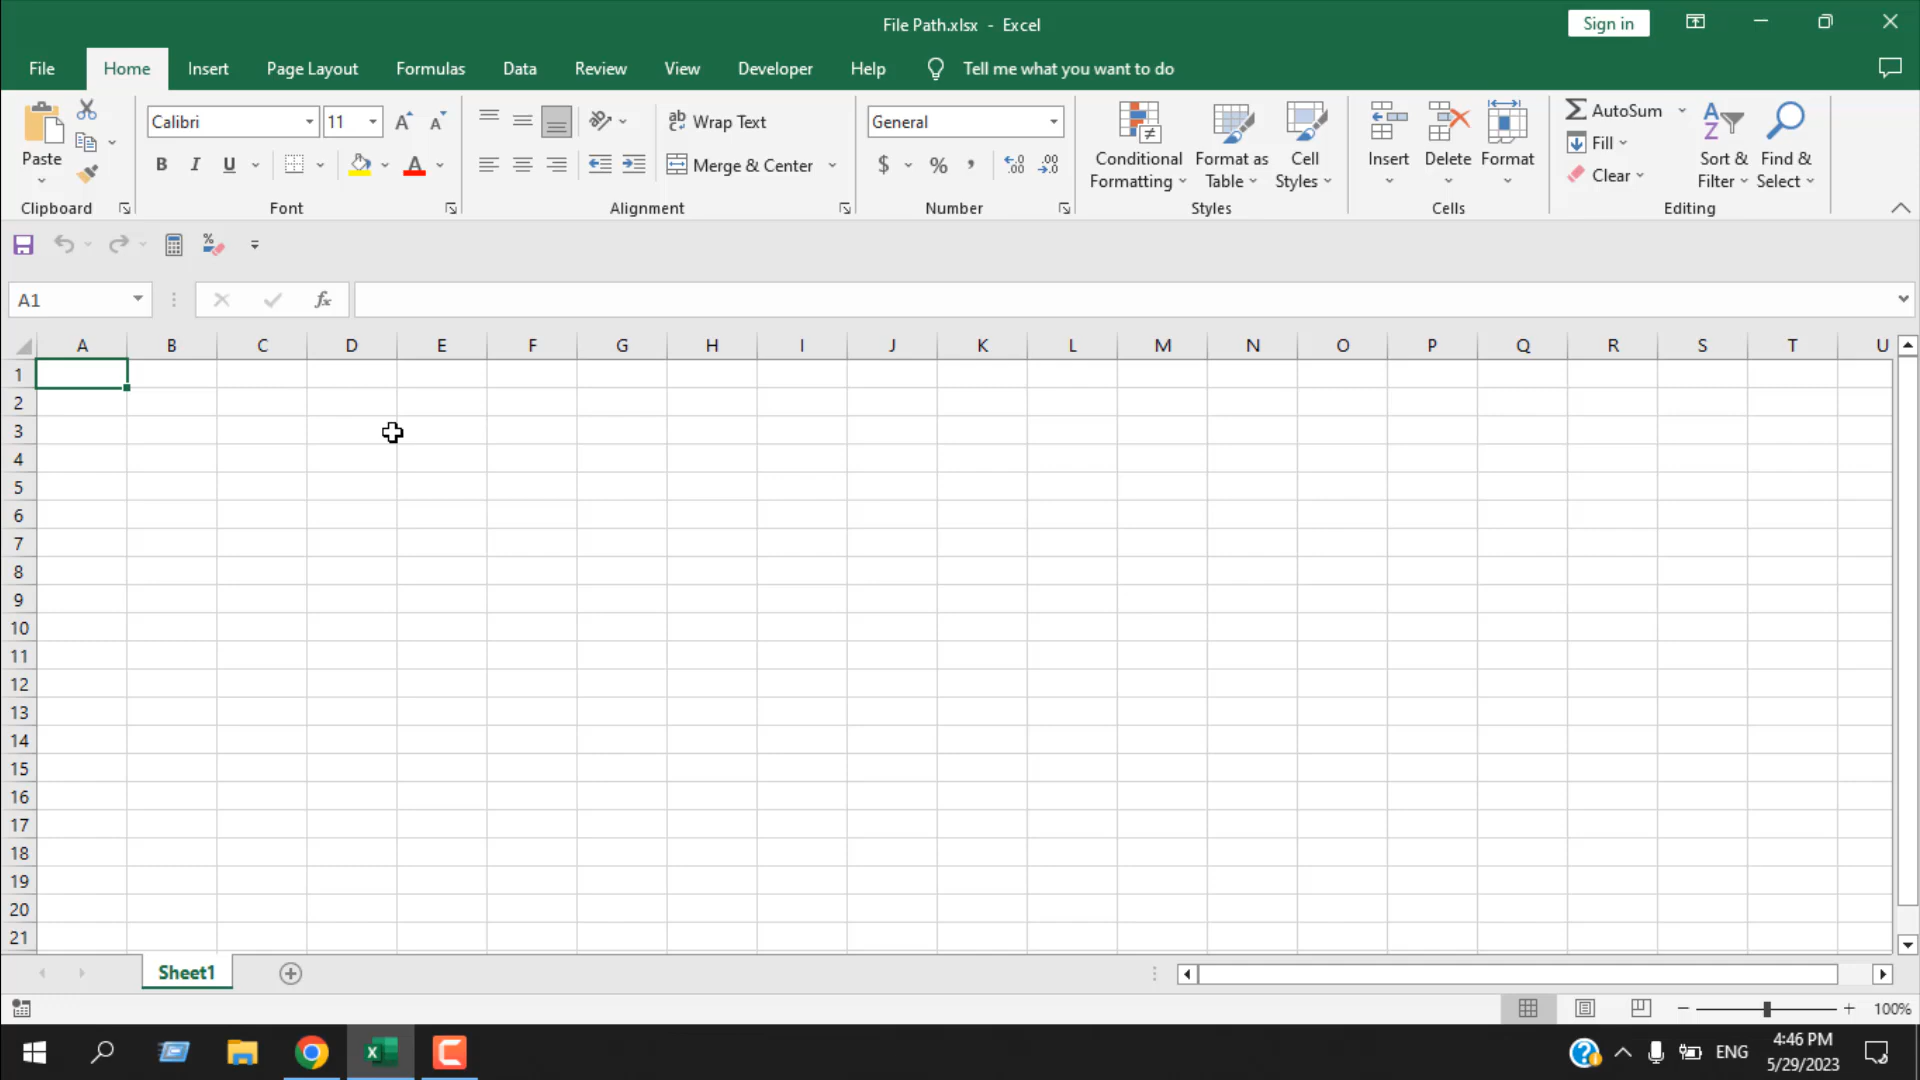 File Path.xlsx - Excel
Sign in
File Home Insert Page Layout Formulas Data Review View Developer Help Tell me what you want to do
Paste
Clipboard
Calibri 11
B I U A
Font
ab Wrap Text
Merge & Center
Alignment
General
$ % ,
Number
Conditional Formatting
Format as Table
Cell Styles
Styles
Insert Delete Format
Cells
AutoSum
Fill
Clear
Sort & Filter
Find & Select
Editing
A1 fx
A B C D E F G H I J K L M N O P Q R S T U
1
2
3
4
5
6
7
8
9
10
11
12
13
14
15
16
17
18
19
20
21
Sheet1
100%
ENG
4:46 PM
5/29/2023